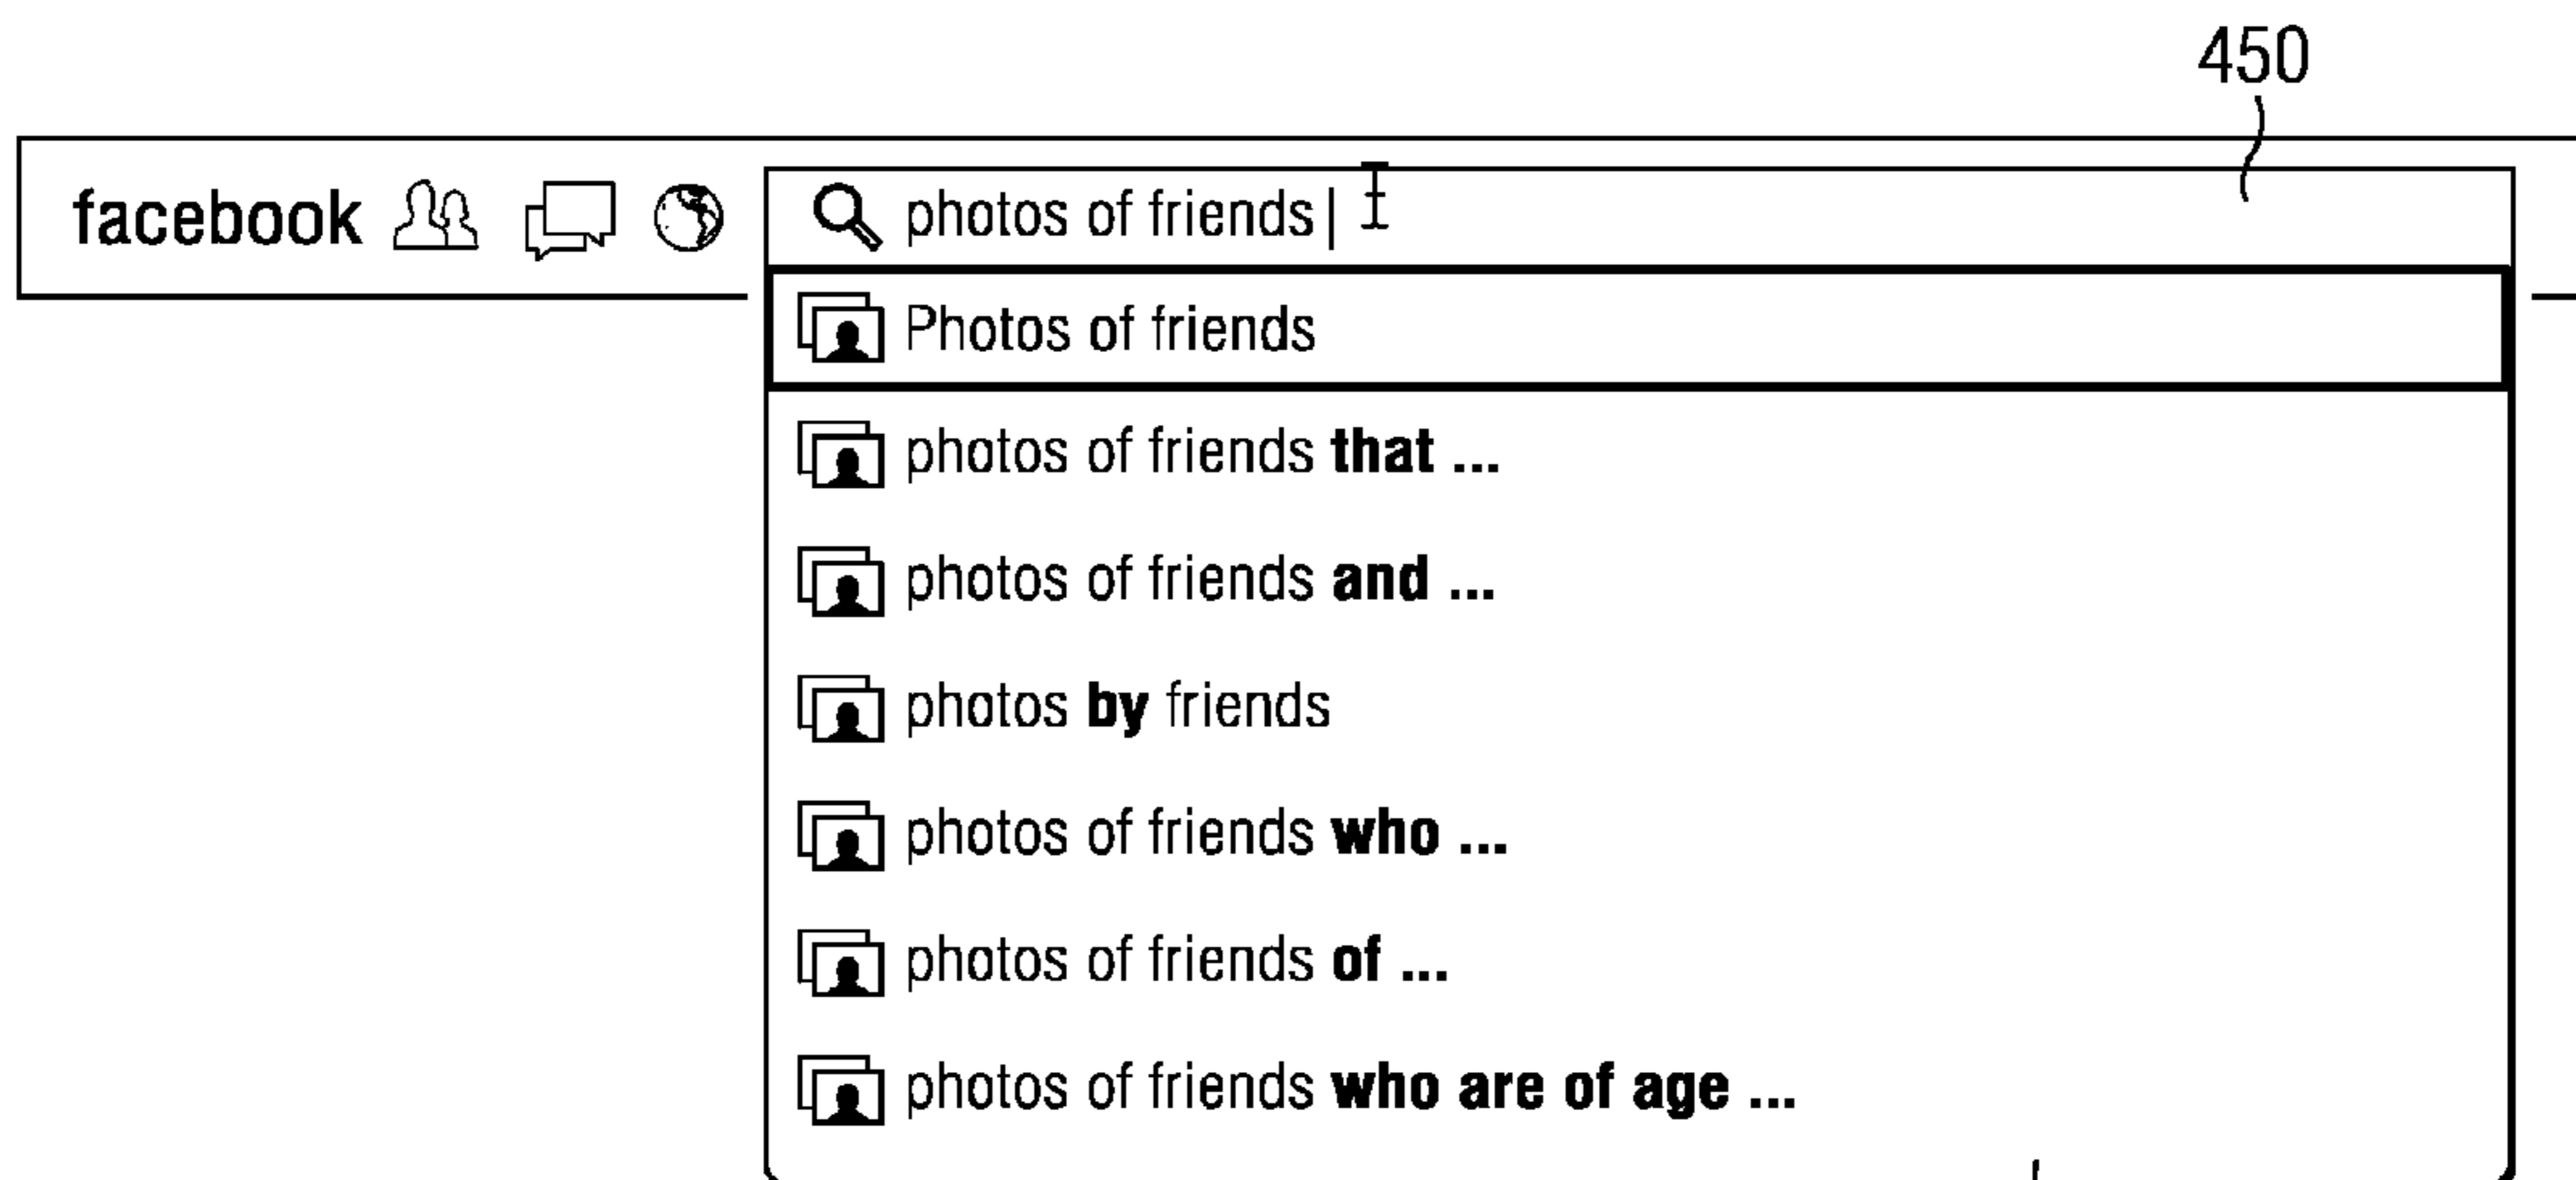 450
facebook photos of friends
Photos of friends
photos of friends that ...
photos of friends and ...
photos by friends
photos of friends who ...
photos of friends of ...
photos of friends who are of age ...